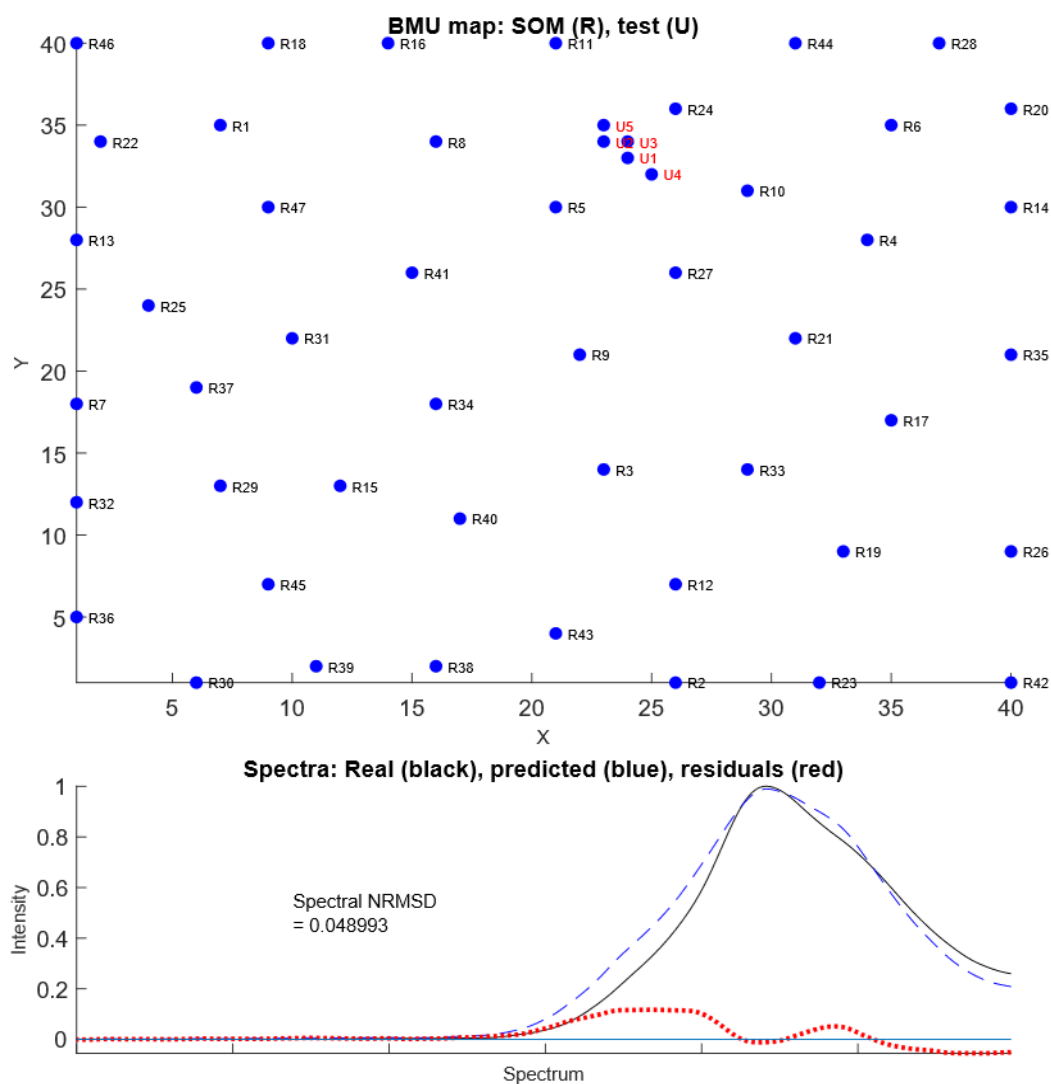 BMU map: SOM (R), test (U)
40 R46 R18 R16 R11 R44 R28
R24 R20
35 R1 U5 R6
R22 R8 U2 U3
U1
U4
R10
30 R47 R5 R14
R13 R4
R41 R27
25
R25
R31 R21
Y R9 R35
20
R37
R7 R34
R17
15
R3 R33
R29 R15
R32
R40
10
R19 R26
R45 R12
5 R36
R43
R39 R38
R30 R2 R23 R42
5 10 15 20 25 30 35 40
X
Spectra: Real (black), predicted (blue), residuals (red)
1
0.8
0.6
Spectral NRMSD
= 0.048993
0.4
0.2
0
Intensity
Spectrum